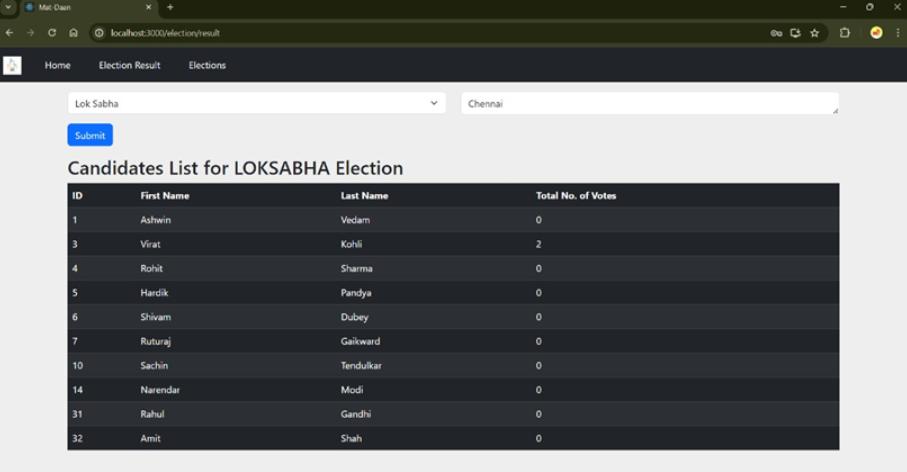 Mat-Daan
localhost:3000/election/result
Home Election Result Elections
Lok Sabha Chennai
Submit
Candidates List for LOKSABHA Election
ID First Name Last Name Total No. of Votes
1 Ashwin Vedam 0
3 Virat Kohli 2
4 Rohit Sharma 0
5 Hardik Pandya 0
6 Shivam Dubey 0
7 Ruturaj Gaikward 0
10 Sachin Tendulkar 0
14 Narendar Modi 0
31 Rahul Gandhi 0
32 Amit Shah 0